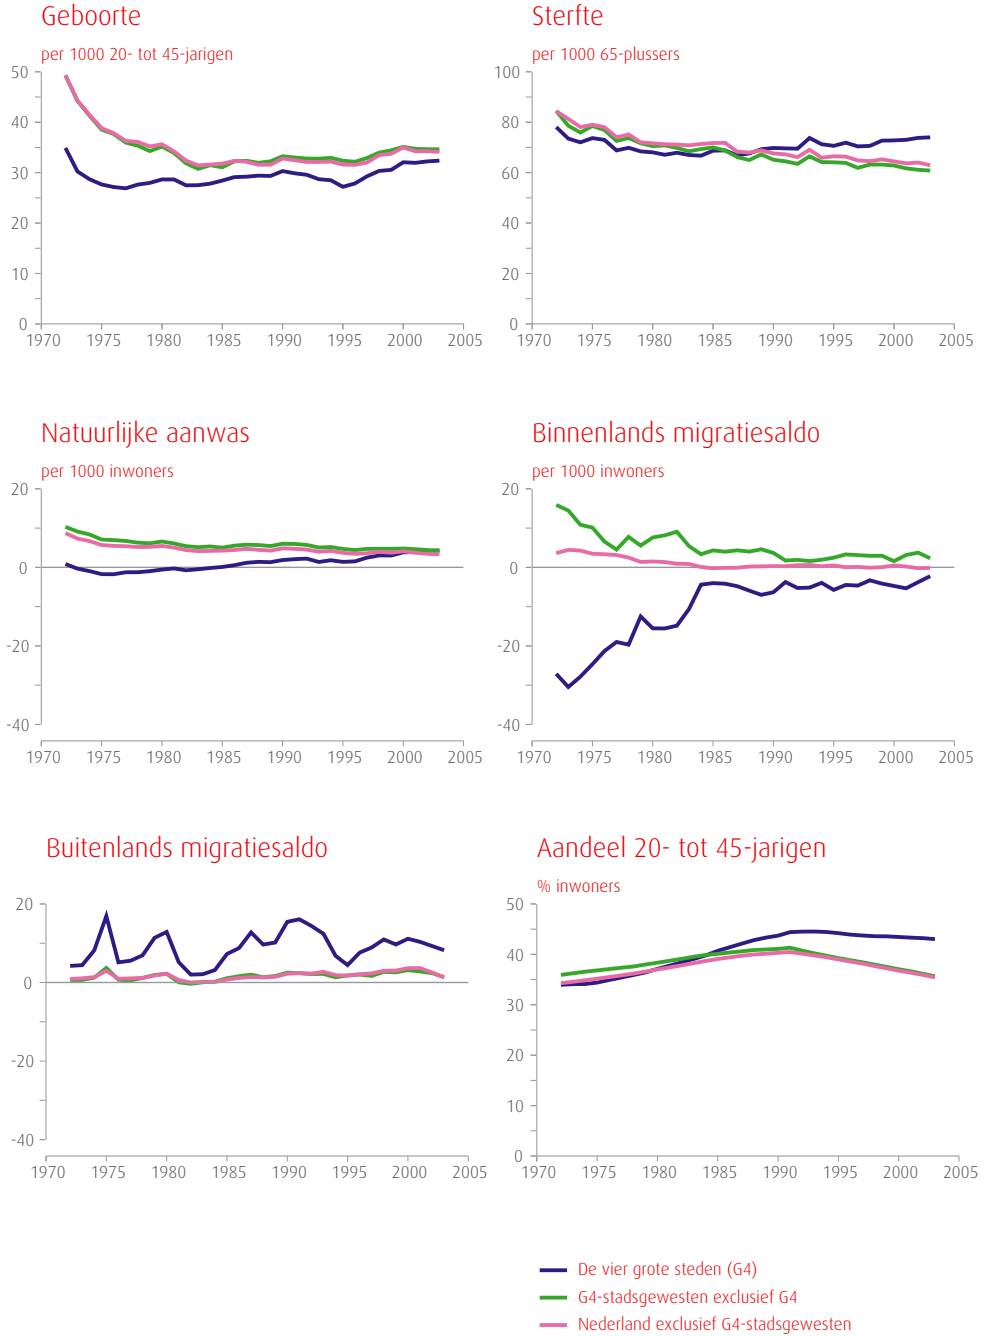 Geboorte
per 1000 20- tot 45-jarigen
50
40
30
20
10
0
1970 1975 1980 1985 1990 1995 2000 2005
Sterfte
per 1000 65-plussers
100
80
60
40
20
0
1970 1975 1980 1985 1990 1995 2000 2005
Natuurlijke aanwas
per 1000 inwoners
20
0
-20
-40
1970 1975 1980 1985 1990 1995 2000 2005
Binnenlands migratiesaldo
per 1000 inwoners
20
0
-20
-40
1970 1975 1980 1985 1990 1995 2000 2005
Buitenlands migratiesaldo
20
0
-20
-40
1970 1975 1980 1985 1990 1995 2000 2005
Aandeel 20- tot 45-jarigen
% inwoners
50
40
30
20
10
0
1970 1975 1980 1985 1990 1995 2000 2005
De vier grote steden (G4)
G4-stadsgewesten exclusief G4
Nederland exclusief G4-stadsgewesten